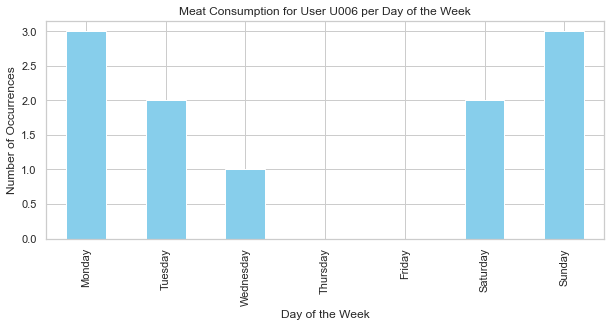 Meat Consumption for User U006 per Day of the Week
Number of Occurrences
3.0
2.5
2.0
1.5
1.0
0.5
0.0
Monday
Tuesday
Wednesday
Thursday
Friday
Saturday
Sunday
Day of the Week